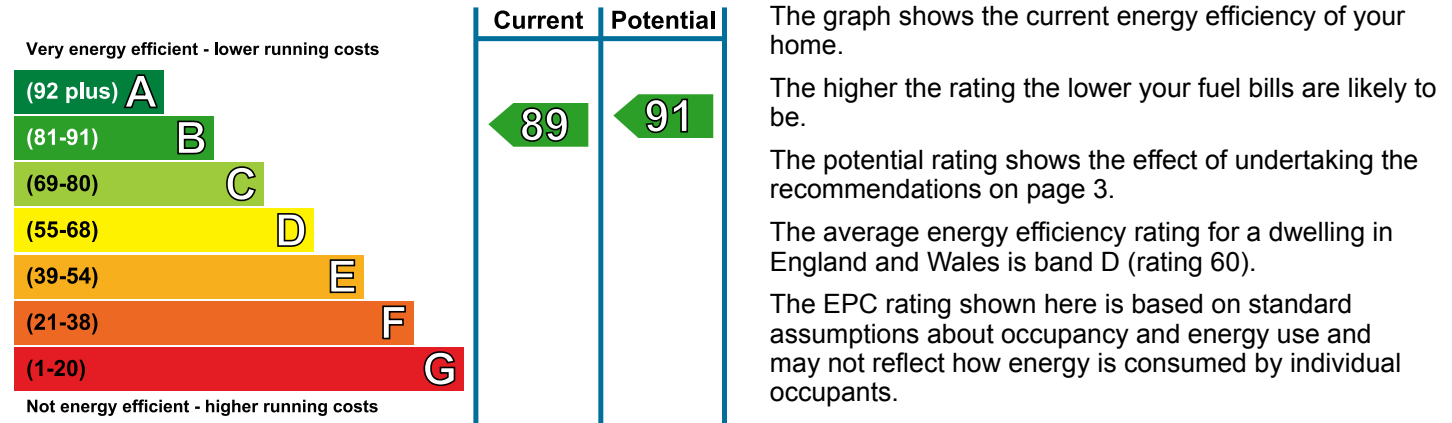 Current Potential
Very energy efficient - lower running costs
(92 plus) A
(81-91) B
(69-80) C
(55-68) D
(39-54) E
(21-38) F
(1-20) G
Not energy efficient - higher running costs
89
91
The graph shows the current energy efficiency of your
home.
The higher the rating the lower your fuel bills are likely to
be.
The potential rating shows the effect of undertaking the
recommendations on page 3.
The average energy efficiency rating for a dwelling in
England and Wales is band D (rating 60).
The EPC rating shown here is based on standard
assumptions about occupancy and energy use and
may not reflect how energy is consumed by individual
occupants.